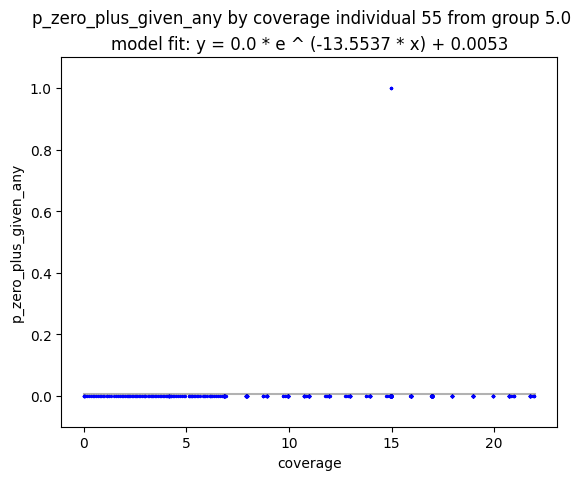 p_zero_plus_given_any by coverage individual 55 from group 5.0
model fit: y = 0.0 * e ^ (-13.5537 * x) + 0.0053
1.0
0.8
0.6
0.4
0.2
0.0
p_zero_plus_given_any
0 5 10 15 20
coverage